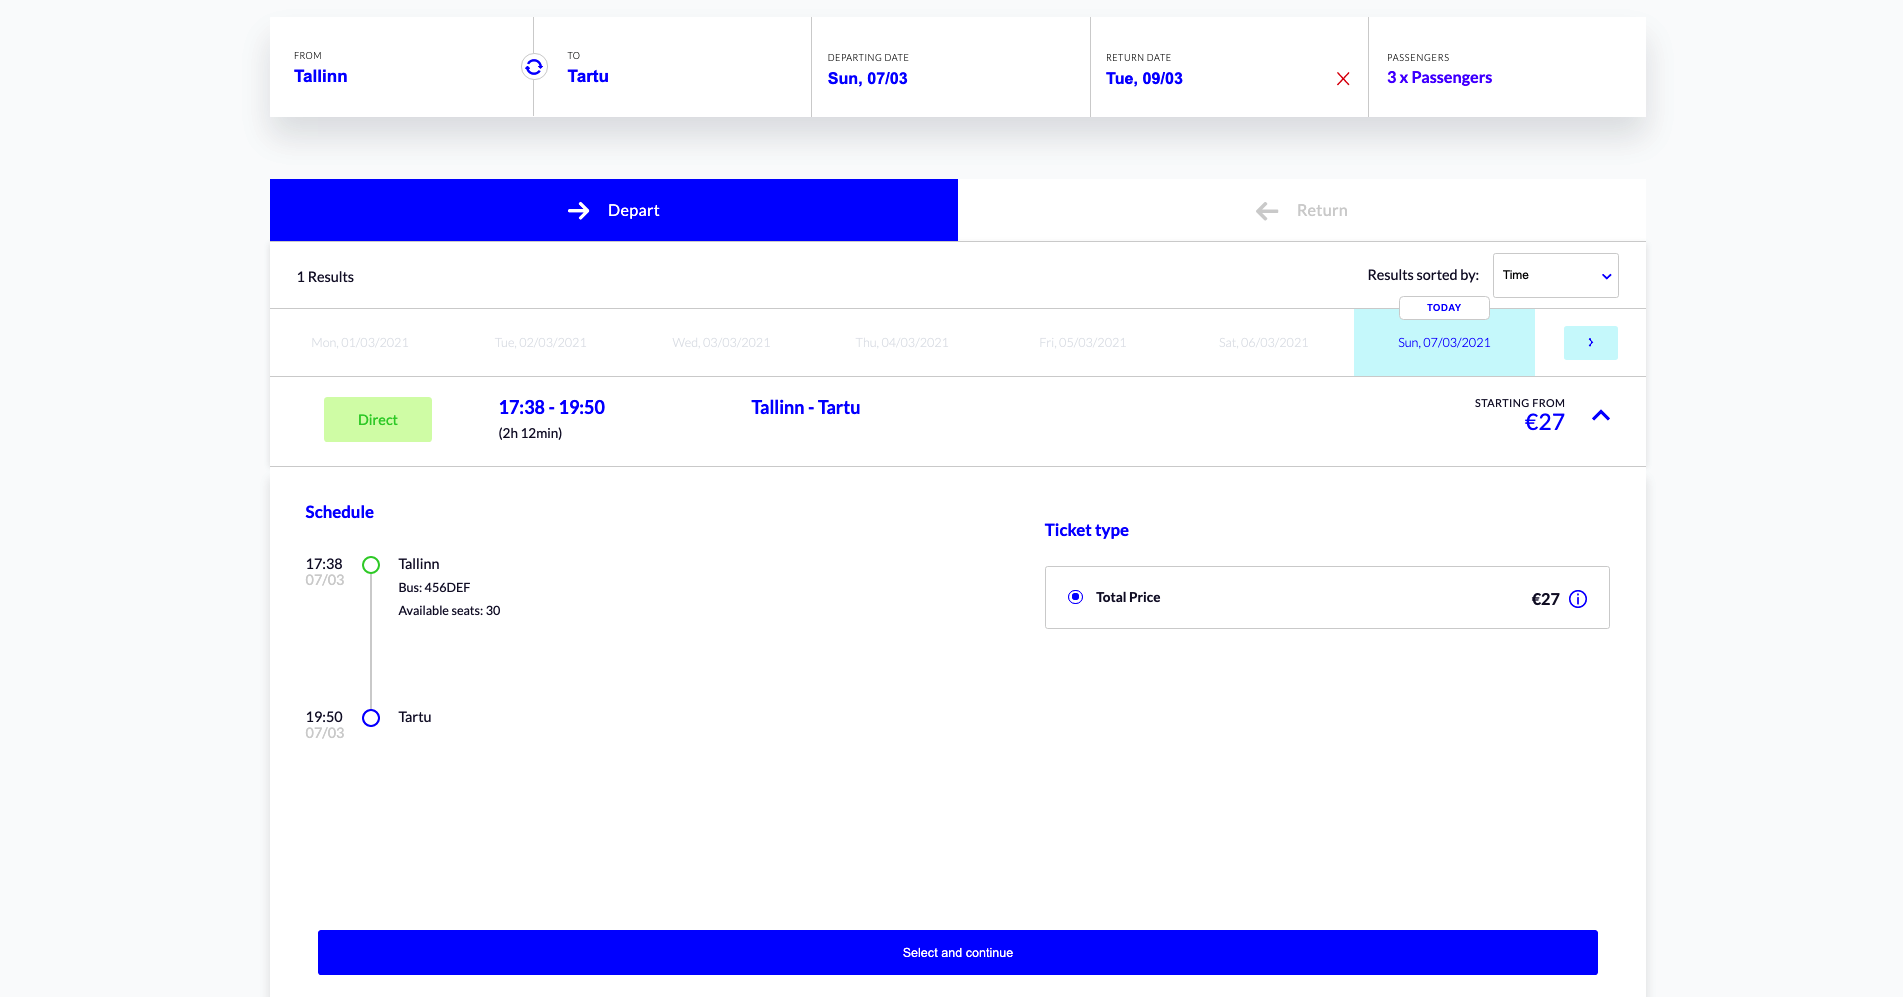 FROM
Tallinn
TO
Tartu
DEPARTING DATE
Sun, 07/03
RETURN DATE
Tue, 09/03
PASSENGERS
3 x Passengers
Depart
Return
1 Results
Results sorted by:
Time
TODAY
Mon, 01/03/2021
Tue, 02/03/2021
Wed, 03/03/2021
Thu, 04/03/2021
Fri, 05/03/2021
Sat, 06/03/2021
Sun, 07/03/2021
Direct
17:38 - 19:50
(2h 12min)
Tallinn - Tartu
STARTING FROM
€27
Schedule
17:38
07/03
Tallinn
Bus: 456DEF
Available seats: 30
19:50
07/03
Tartu
Ticket type
Total Price
€27
Select and continue